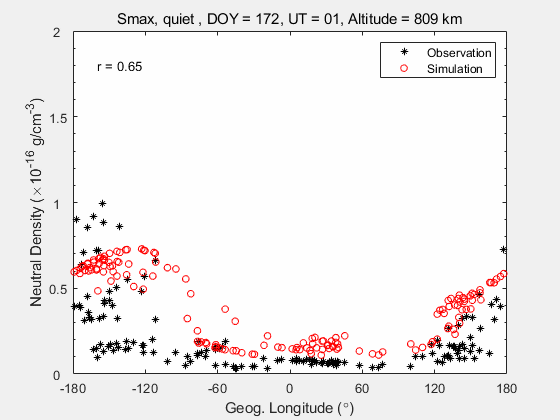 Smax, quiet , DOY = 172, UT = 01, Altitude = 809 km
2
1.5
1
0.5
0
Neutral Density (×10^-16 g/cm^-3)
r = 0.65
Observation
Simulation
-180 -120 -60 0 60 120 180
Geog. Longitude (°)